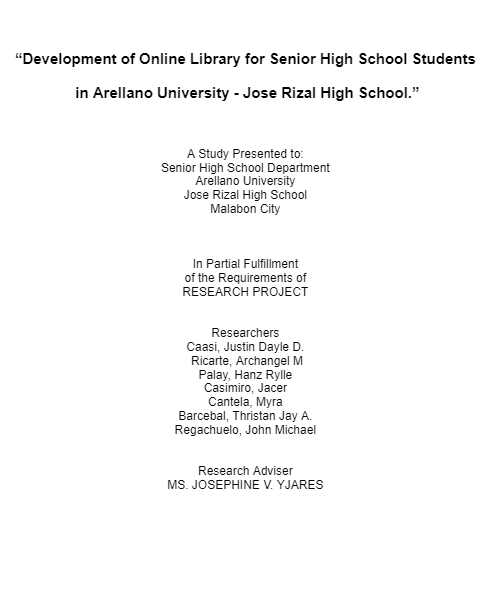 “Development of Online Library for Senior High School Students
in Arellano University - Jose Rizal High School.”
A Study Presented to:
Senior High School Department
Arellano University
Jose Rizal High School
Malabon City
In Partial Fulfillment
of the Requirements of
RESEARCH PROJECT
Researchers
Caasi, Justin Dayle D.
Ricarte, Archangel M
Palay, Hanz Rylle
Casimiro, Jacer
Cantela, Myra
Barcebal, Thristan Jay A.
Regachuelo, John Michael
Research Adviser
MS. JOSEPHINE V. YJARES